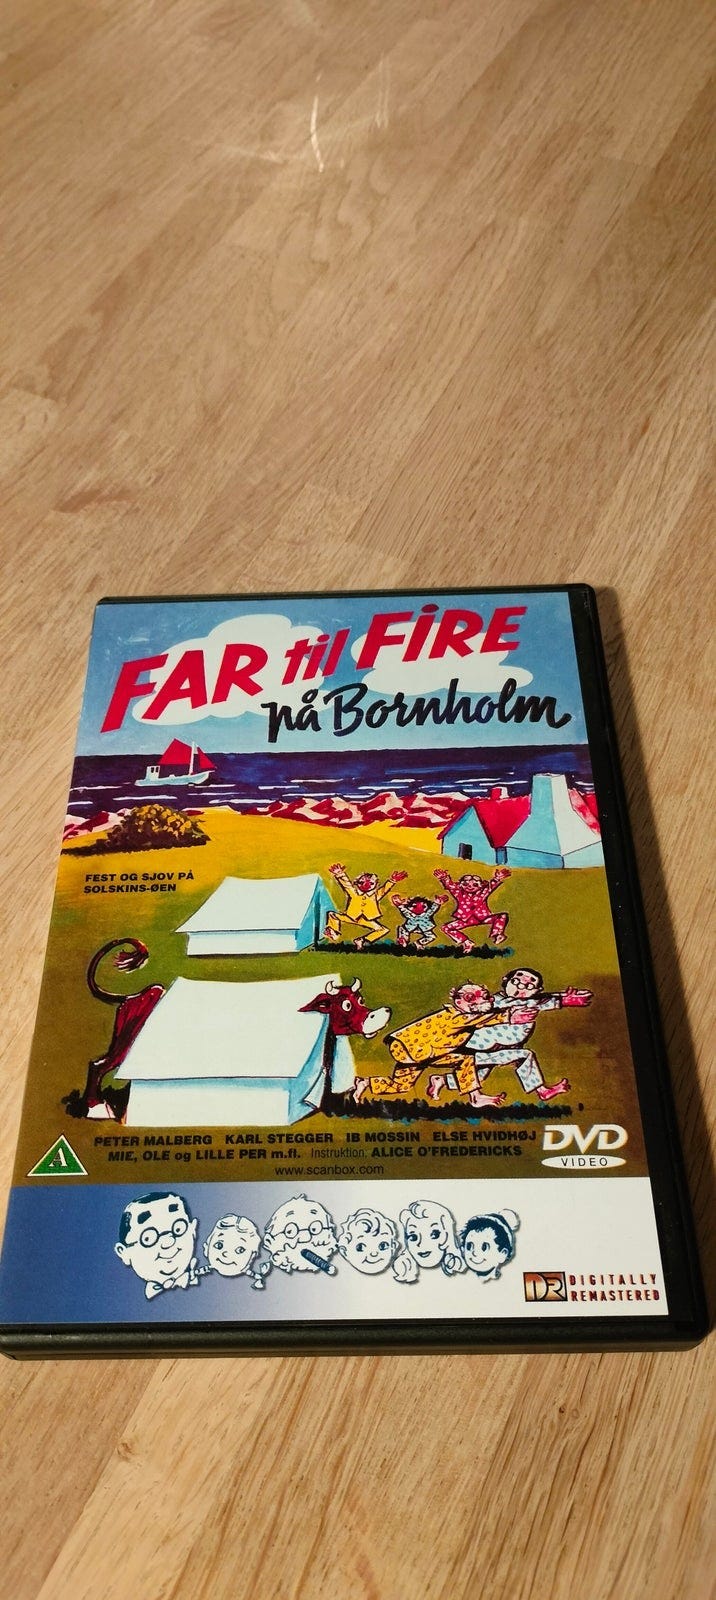 FAR til FiRE
på Bornholm
FEST OG SJOV PÅ
SOLSKINS-ØEN
PETER MALBERG KARL STEGGER IB MOSSIN ELSE HVIDHØJ
MIE, OLE og LILLE PER m.fl. Instruktion. ALICE O'FREDERICKS
www.scanbox.com
A
DVD
VIDEO
DR DIGITALLY
REMASTERED